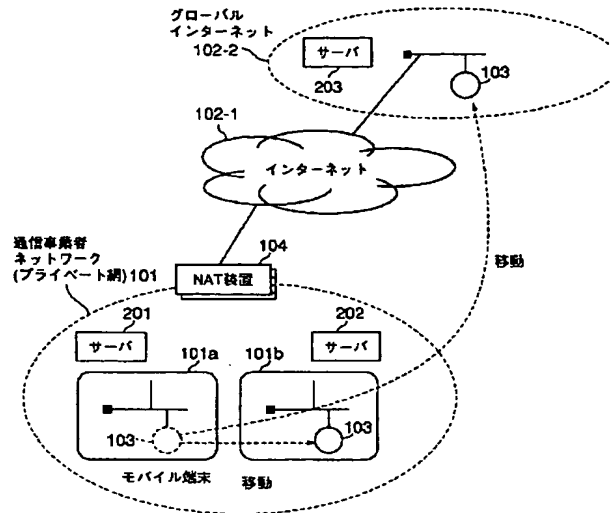 グローバル
インターネット
102-2
サーバ
203
103
102-1
インターネット
通信事業者
ネットワーク
(プライベート網)101
104
NAT装置
移動
201
サーバ
202
サーバ
101a
101b
103
103
モバイル端末
移動